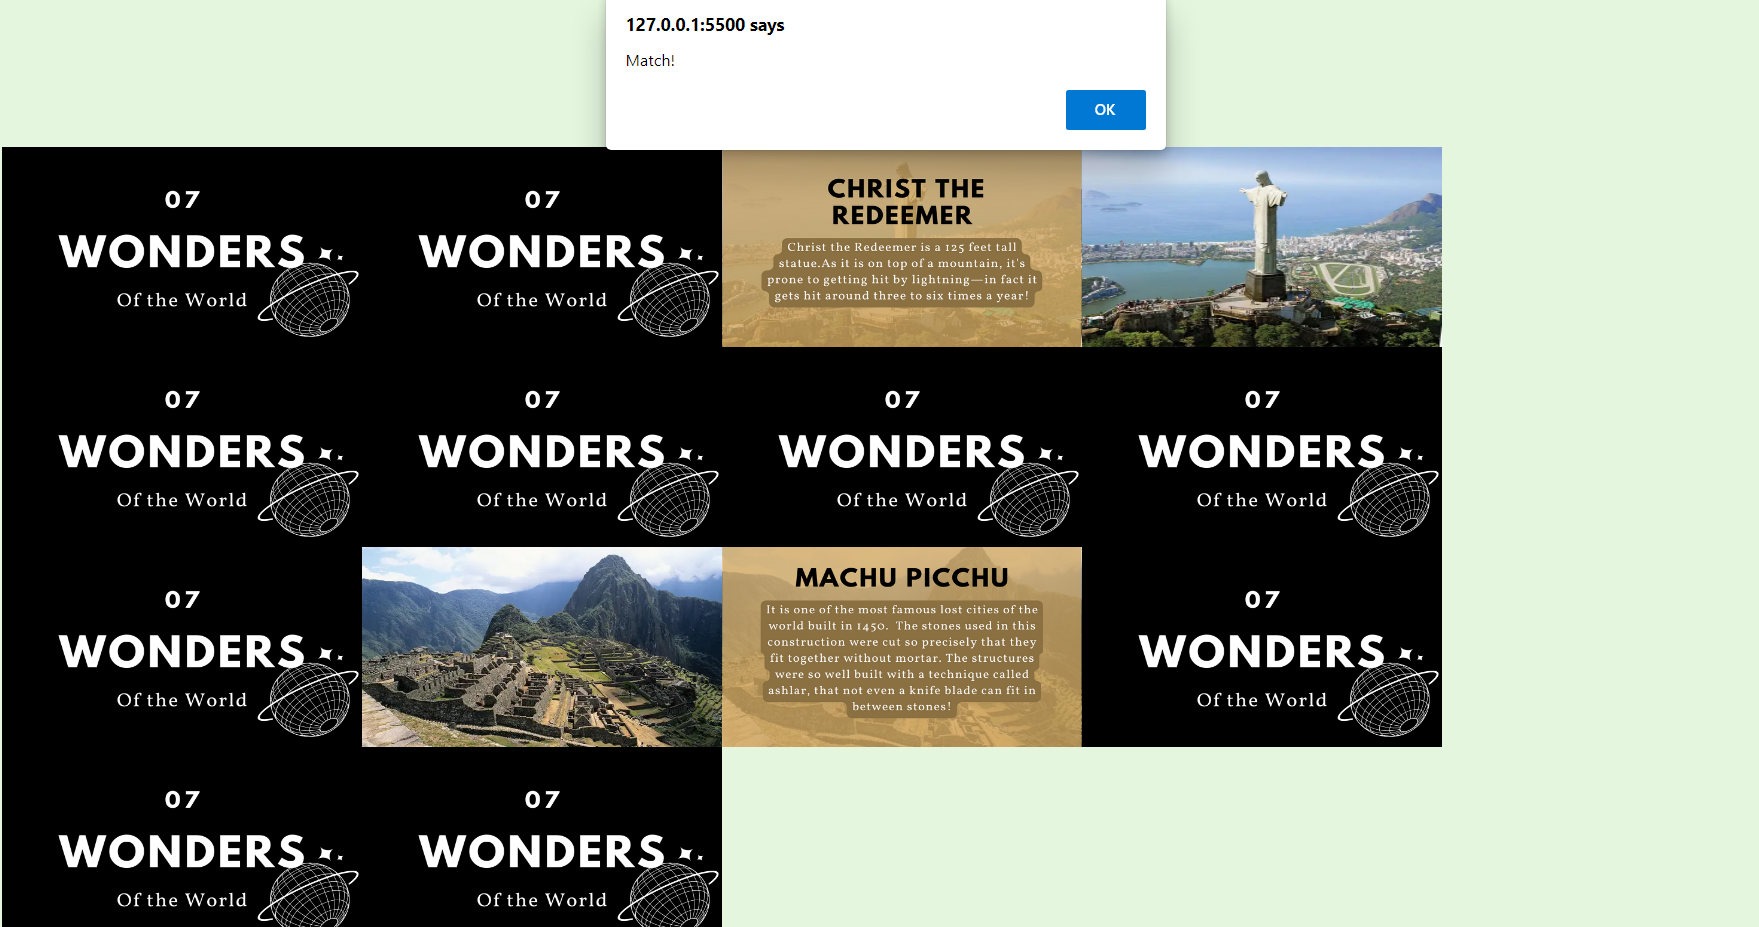 127.0.0.1:5500 says
Match!
OK
07
WONDERS
Of the World
07
WONDERS
Of the World
CHRIST THE
REDEEMER
Christ the Redeemer is a 125 feet tall
statue.As it is on top of a mountain, it's
prone to getting hit by lightning—in fact it
gets hit around three to six times a year!
07
WONDERS
Of the World
07
WONDERS
Of the World
07
WONDERS
Of the World
07
WONDERS
Of the World
07
WONDERS
Of the World
MACHU PICCHU
It is one of the most famous lost cities of the
world built in 1450.  The stones used in this
construction were cut so precisely that they
fit together without mortar. The structures
were so well built with a technique called
ashlar, that not even a knife blade can fit in
between stones!
07
WONDERS
Of the World
07
WONDERS
Of the World
07
WONDERS
Of the World